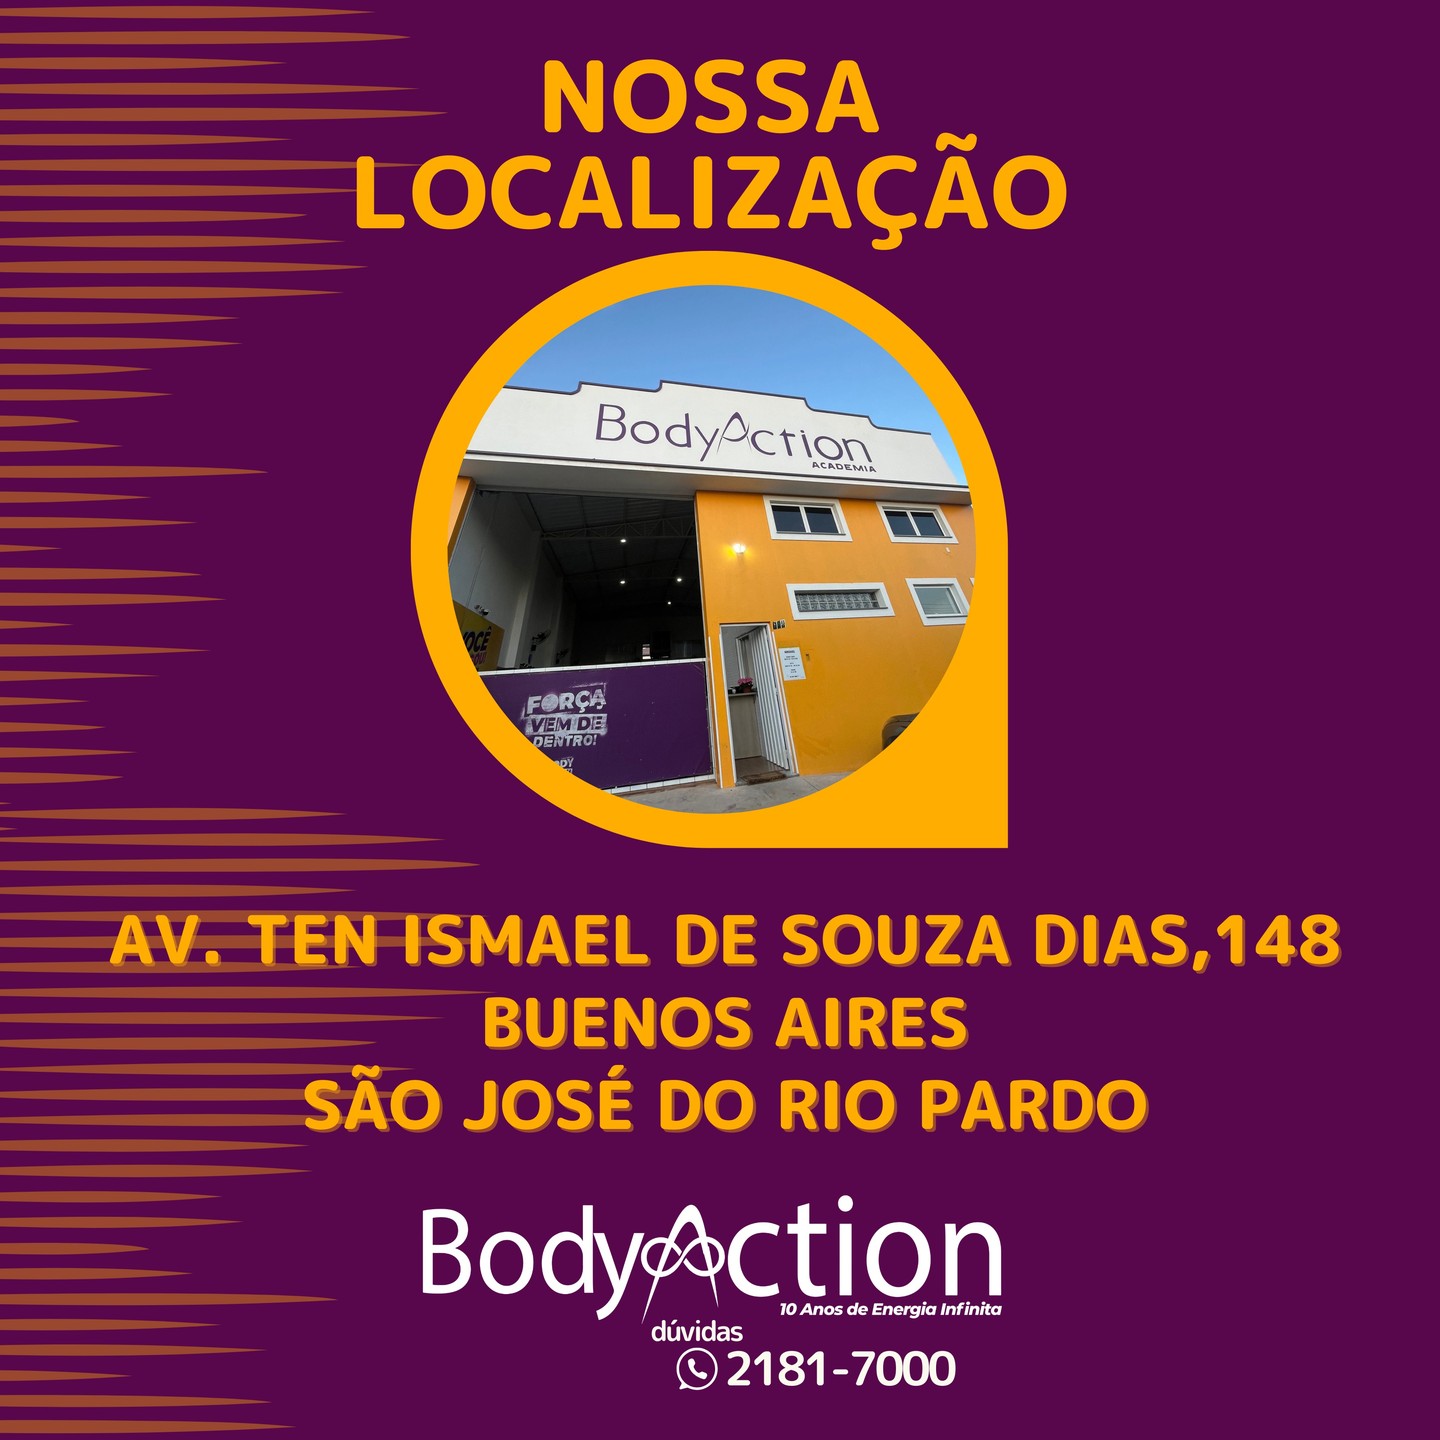 NOSSA
LOCALIZAÇÃO
BodyAction
ACADEMIA
VOCÊ
FORÇA
VEM DE
DENTRO!
AV. TEN ISMAEL DE SOUZA DIAS,148
BUENOS AIRES
SÃO JOSÉ DO RIO PARDO
BodyAction
10 Anos de Energia Infinita
dúvidas
2181-7000